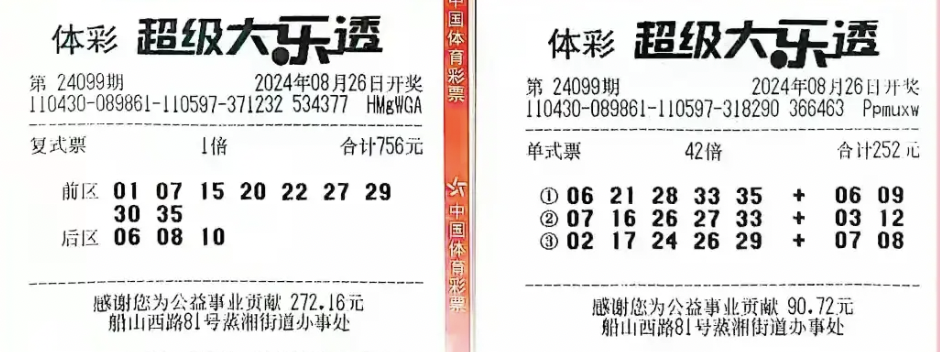 体彩 超级大乐透
第 24099期 2024年08月26日开奖
110430-089861-110597-371232 534377 HMgWGA
复式票 1倍 合计756元
前区 01 07 15 20 22 27 29
30 35
后区 06 08 10
感谢您为公益事业贡献 272.16元
船山西路81号蒸湘街道办事处
中国体育彩票
中国体育彩票
体彩 超级大乐透
第 24099期 2024年08月26日开奖
110430-089861-110597-318290 366463 Ppmuxw
单式票 42倍 合计252元
① 06 21 28 33 35 + 06 09
② 07 16 26 27 33 + 03 12
③ 02 17 24 26 29 + 07 08
感谢您为公益事业贡献 90.72元
船山西路81号蒸湘街道办事处